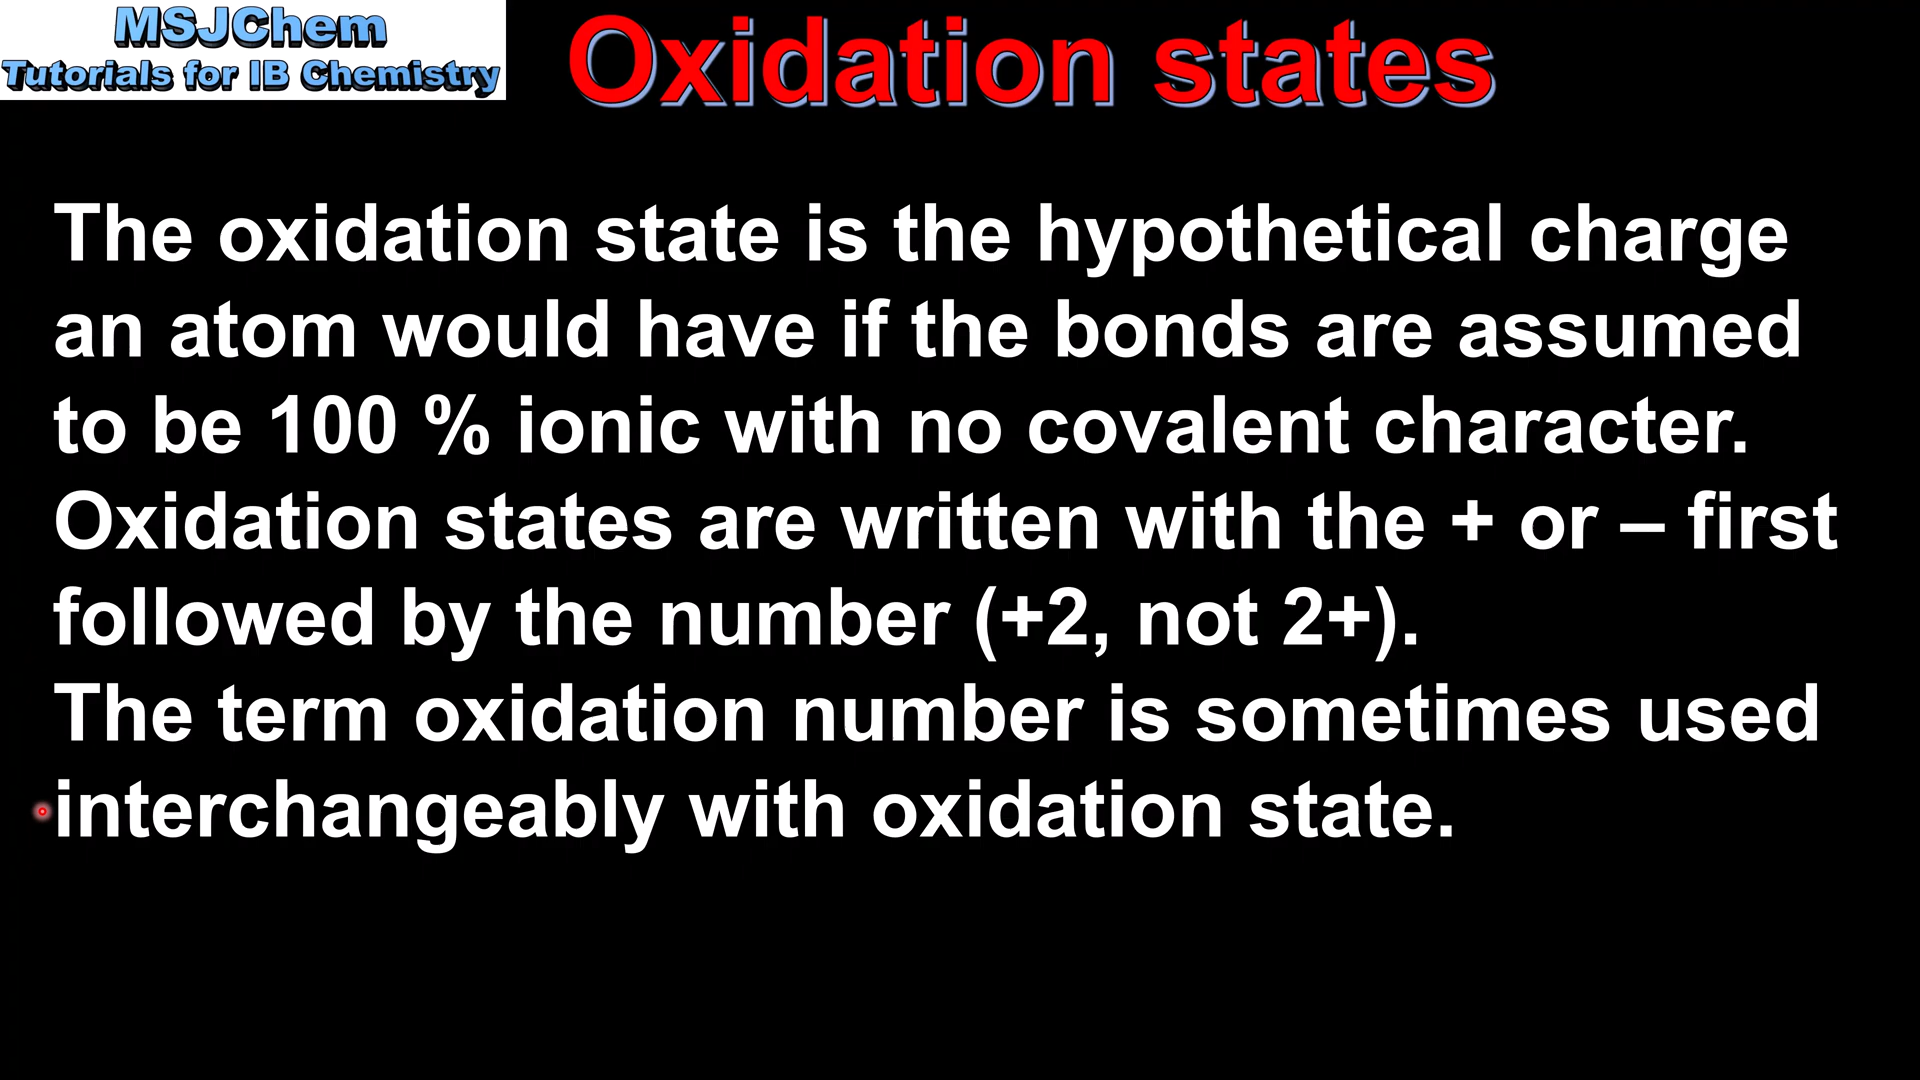 MSJChem
Tutorials for IB Chemistry
Oxidation states
The oxidation state is the hypothetical charge
an atom would have if the bonds are assumed
to be 100 % ionic with no covalent character.
Oxidation states are written with the + or – first
followed by the number (+2, not 2+).
The term oxidation number is sometimes used
interchangeably with oxidation state.